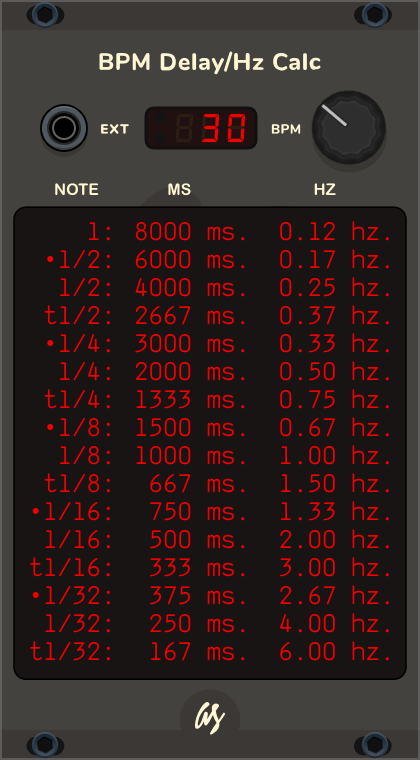 BPM Delay/Hz Calc
EXT 30 BPM
NOTE MS HZ
1: 8000 ms. 0.12 hz.
•1/2: 6000 ms. 0.17 hz.
1/2: 4000 ms. 0.25 hz.
t1/2: 2667 ms. 0.37 hz.
•1/4: 3000 ms. 0.33 hz.
1/4: 2000 ms. 0.50 hz.
t1/4: 1333 ms. 0.75 hz.
•1/8: 1500 ms. 0.67 hz.
1/8: 1000 ms. 1.00 hz.
t1/8: 667 ms. 1.50 hz.
•1/16: 750 ms. 1.33 hz.
1/16: 500 ms. 2.00 hz.
t1/16: 333 ms. 3.00 hz.
•1/32: 375 ms. 2.67 hz.
1/32: 250 ms. 4.00 hz.
t1/32: 167 ms. 6.00 hz.
as